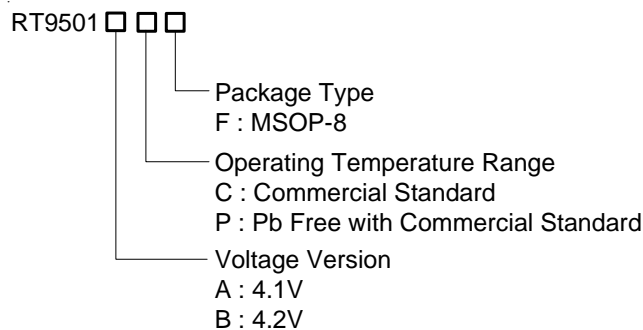 RT9501
Package Type
F : MSOP-8
Operating Temperature Range
C : Commercial Standard
P : Pb Free with Commercial Standard
Voltage Version
A : 4.1V
B : 4.2V